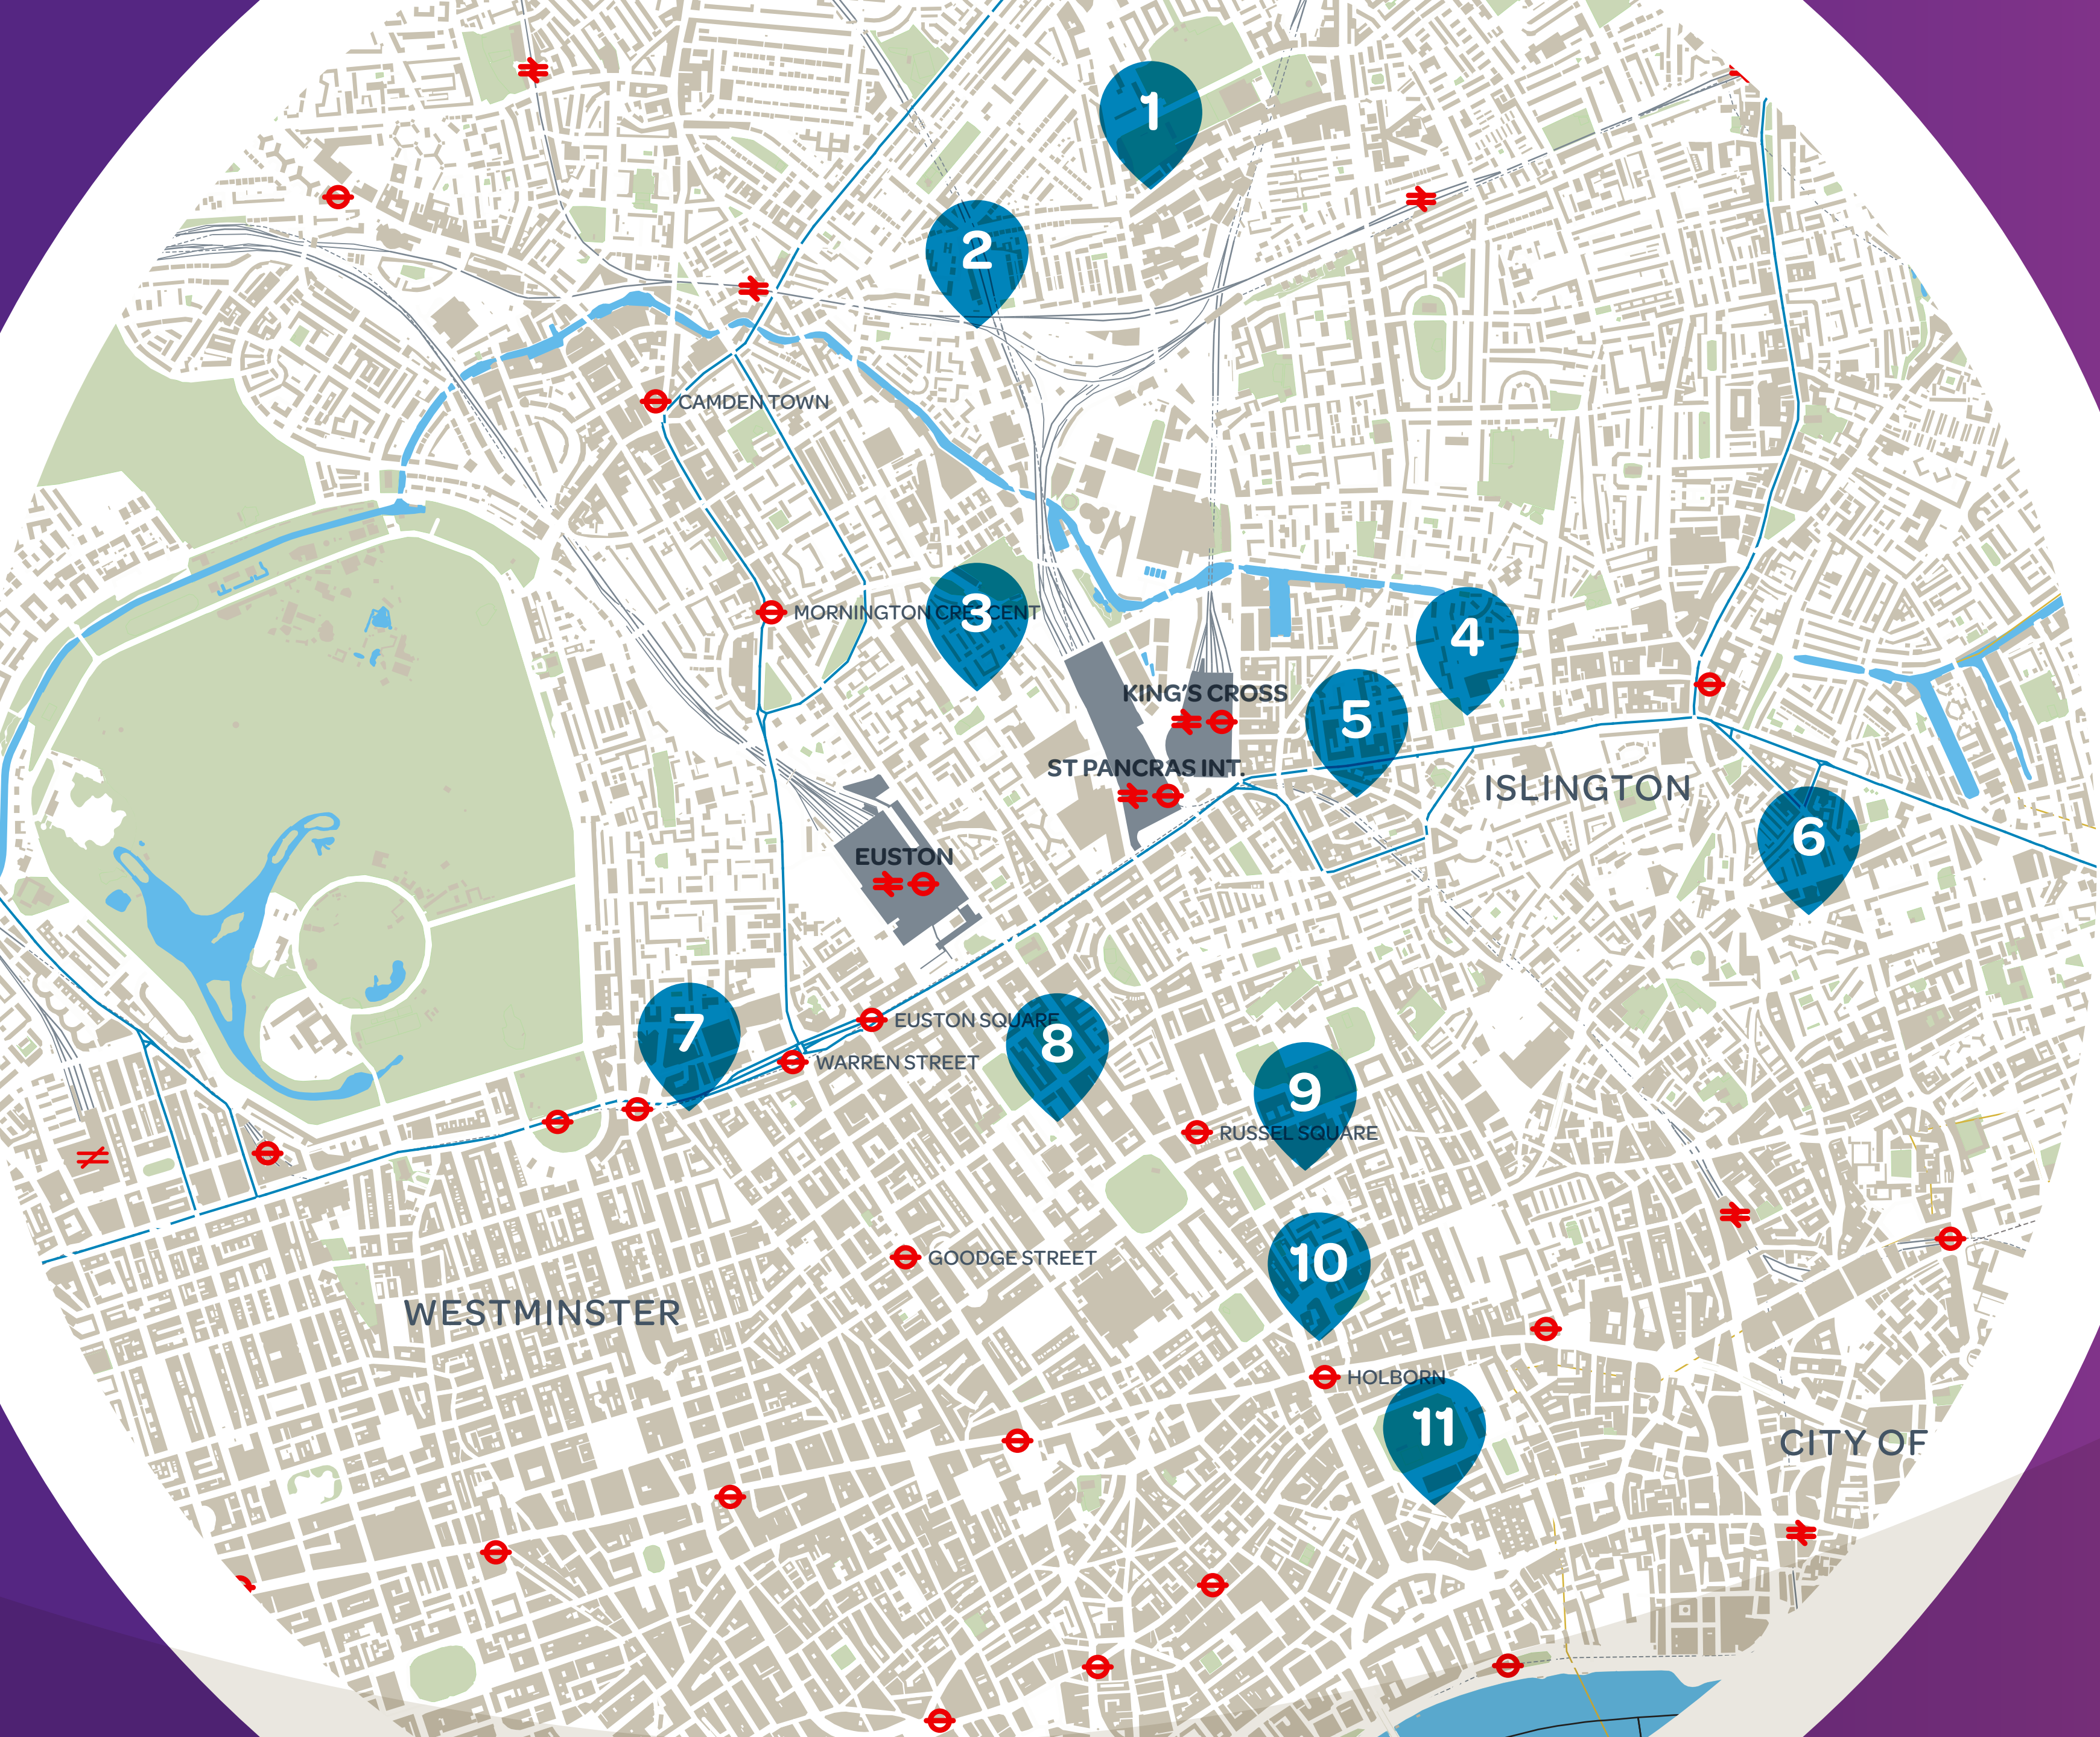 1
2
CAMDEN TOWN
3
MORNINGTON CRESCENT
4
KING'S CROSS
5
ST PANCRAS INT.
ISLINGTON
6
EUSTON
7
EUSTON SQUARE
8
WARREN STREET
9
RUSSEL SQUARE
10
GOODGE STREET
WESTMINSTER
HOLBORN
11
CITY OF